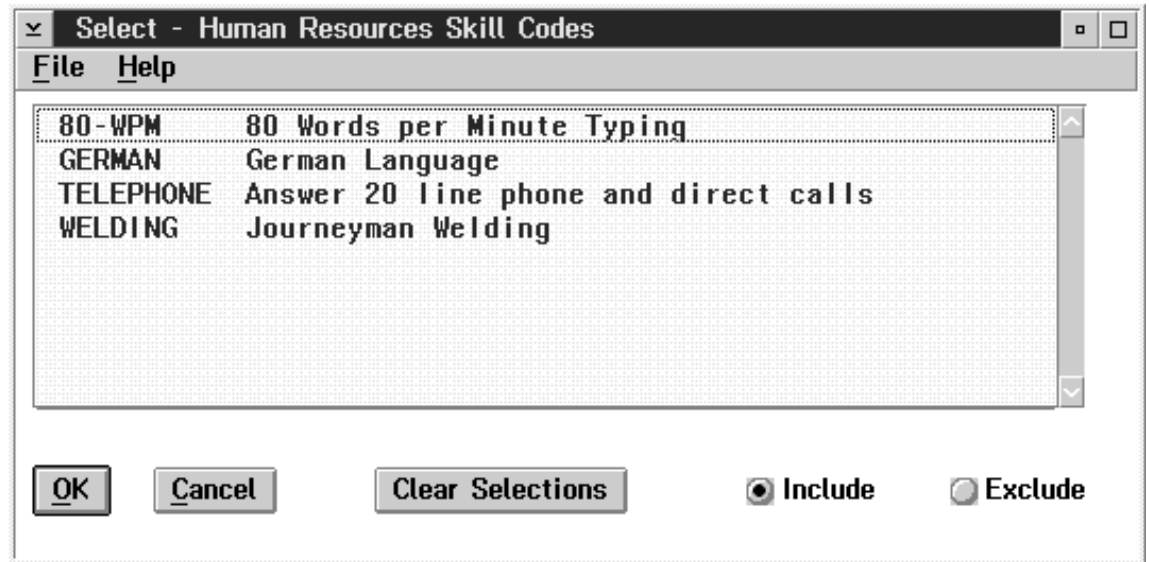 Select - Human Resources Skill Codes
File Help
80-WPM 80 Words per Minute Typing
GERMAN German Language
TELEPHONE Answer 20 line phone and direct calls
WELDING Journeyman Welding
OK Cancel Clear Selections Include Exclude